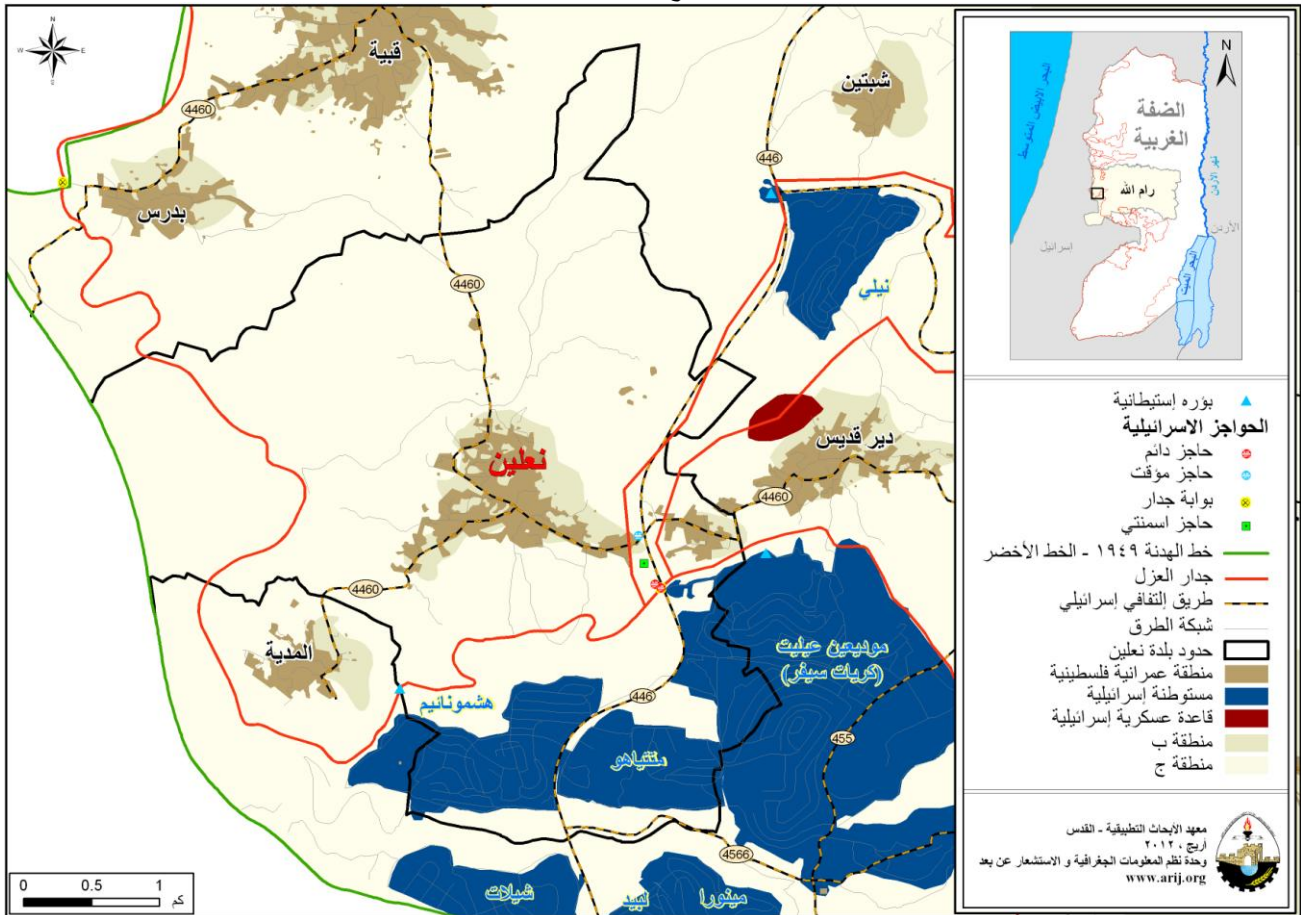 N
W
E
S
قبية
شبتين
4460
446
بدرس
4460
نيلي
نعلين
دير قديس
4460
4460
المدية
موديعين عيليت
(كريات سيفر)
هشمونائيم
446
455
متتياهو
4566
شيلات
لبيد
مينورا
0 0.5 1
كم
N
البحر الأبيض المتوسط
الضفة
الغربية
نهر الأردن
رام الله
الأردن
إسرائيل
البحر الميت
بؤره إستيطانية
الحواجز الاسرائيلية
حاجز دائم
حاجز مؤقت
بوابة جدار
حاجز اسمنتي
خط الهدنة ١٩٤٩ - الخط الأخضر
جدار العزل
طريق إلتفافي إسرائيلي
شبكة الطرق
حدود بلدة نعلين
منطقة عمرانية فلسطينية
مستوطنة إسرائيلية
قاعدة عسكرية إسرائيلية
منطقة ب
منطقة ج
معهد الأبحاث التطبيقية - القدس
أريج ، ٢٠١٢
وحدة نظم المعلومات الجغرافية و الاستشعار عن بعد
www.arij.org